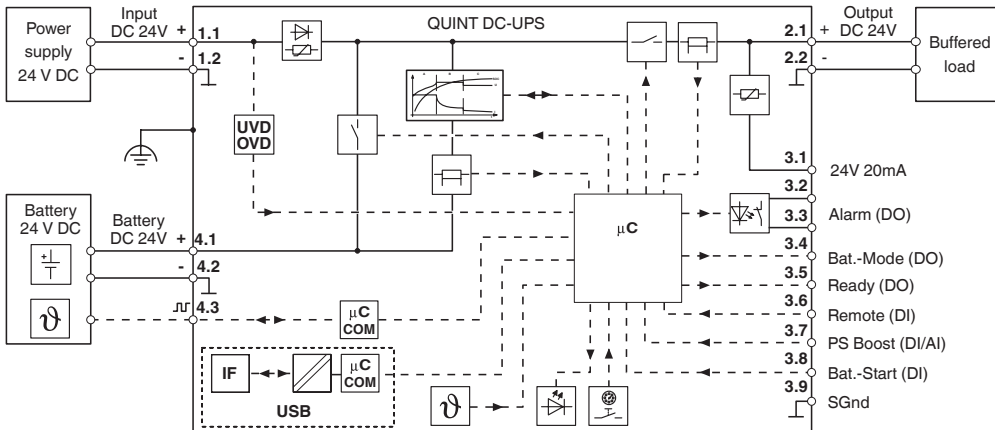 Power
supply
24 V DC
Input
DC 24V +
-
1.1
1.2
QUINT DC-UPS
2.1
2.2
Output
+ DC 24V
-
Buffered
load
UVD
OVD
Battery
24 V DC
Battery
DC 24V +
-
4.1
4.2
4.3
+
ϑ
μC
COM
IF
μC
COM
USB
ϑ
μC
3.1
24V 20mA
3.2
3.3
Alarm (DO)
3.4
Bat.-Mode (DO)
3.5
Ready (DO)
3.6
Remote (DI)
3.7
PS Boost (DI/AI)
3.8
Bat.-Start (DI)
3.9
SGnd